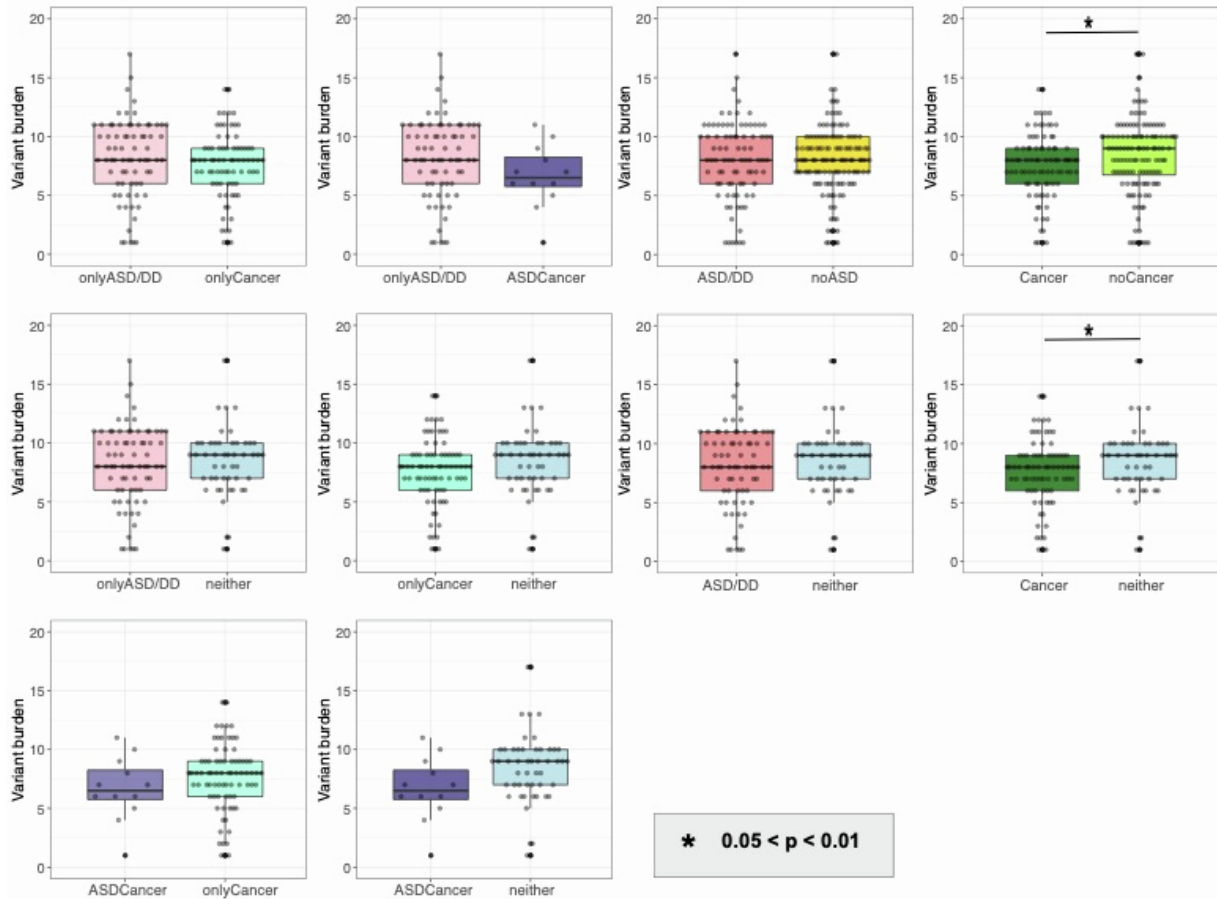 20
15
10
5
0
Variant burden
onlyASD/DD onlyCancer
20
15
10
5
0
Variant burden
onlyASD/DD ASDCancer
20
15
10
5
0
Variant burden
ASD/DD noASD
20
15
10
5
0
Variant burden
*
Cancer noCancer
20
15
10
5
0
Variant burden
onlyASD/DD neither
20
15
10
5
0
Variant burden
onlyCancer neither
20
15
10
5
0
Variant burden
ASD/DD neither
20
15
10
5
0
Variant burden
*
Cancer neither
20
15
10
5
0
Variant burden
ASDCancer onlyCancer
20
15
10
5
0
Variant burden
ASDCancer neither
* 0.05 < p < 0.01